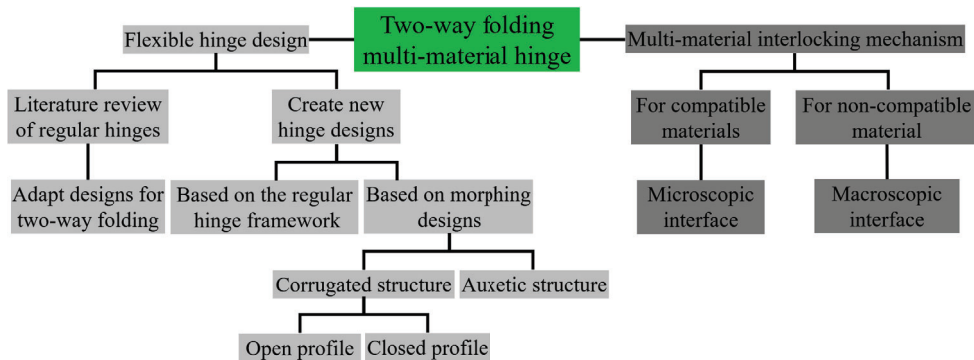 Two-way folding
multi-material hinge
Flexible hinge design
Multi-material interlocking mechanism
Literature review
of regular hinges
Create new
hinge designs
For compatible
materials
For non-compatible
material
Adapt designs for
two-way folding
Based on the regular
hinge framework
Based on morphing
designs
Microscopic
interface
Macroscopic
interface
Corrugated structure
Auxetic structure
Open profile
Closed profile